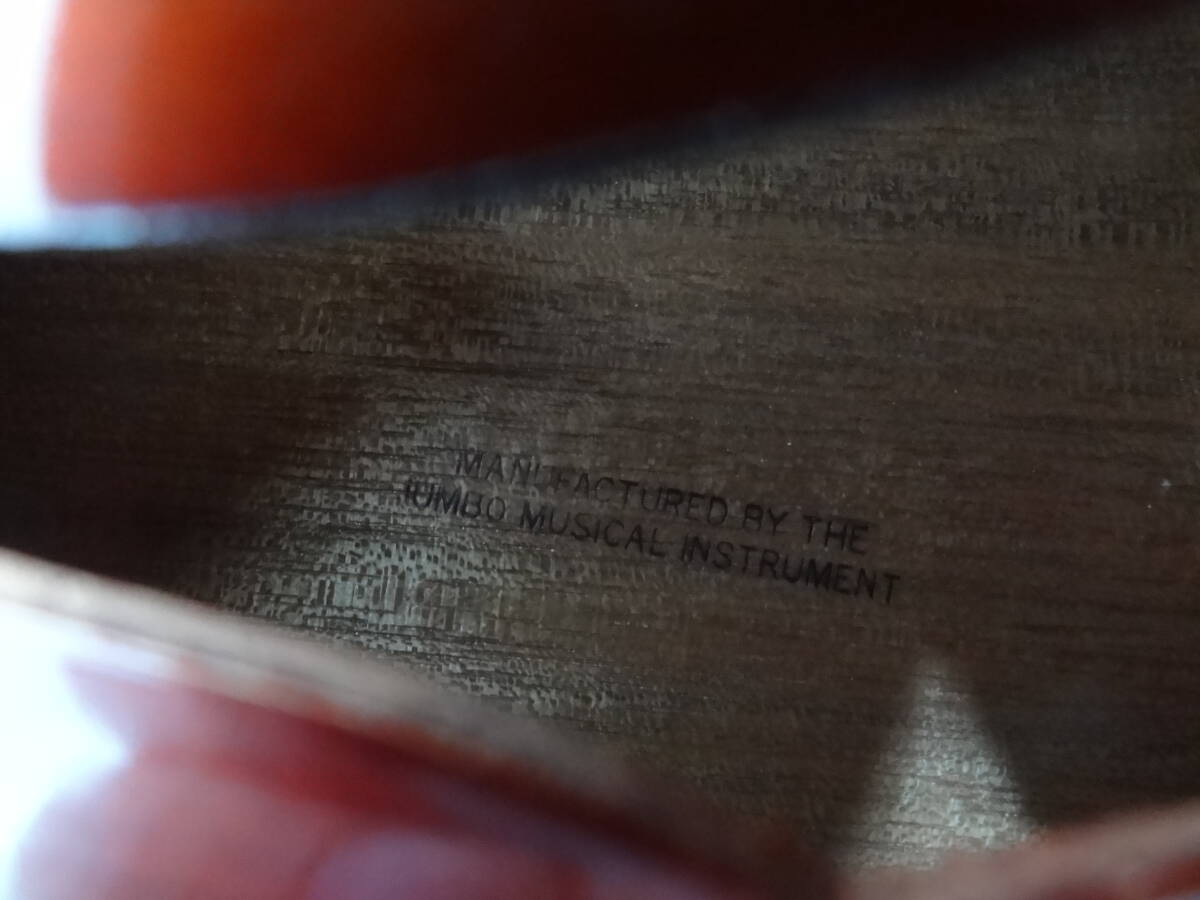 MANUFACTURED BY THE
JUMBO MUSICAL INSTRUMENT